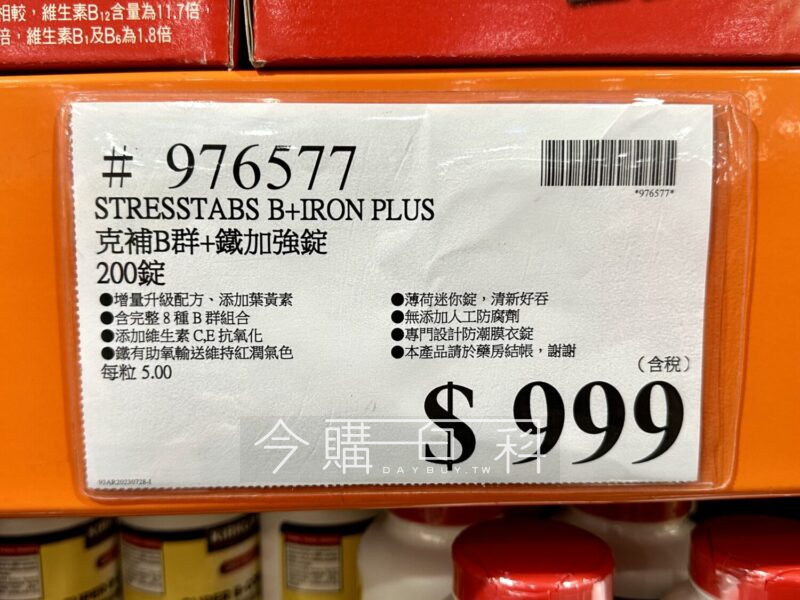 相較，維生素B12含量為11.7倍
倍，維生素B1及B6為1.8倍
# 976577
*976577*
STRESSTABS B+IRON PLUS
克補B群+鐵加強錠
200錠
●增量升級配方、添加葉黃素
●含完整8種B群組合
●添加維生素C,E抗氧化
●鐵有助氧輸送維持紅潤氣色
每粒 5.00
●薄荷迷你錠，清新好吞
●無添加人工防腐劑
●專門設計防潮膜衣錠
●本產品請於藥房結帳，謝謝
（含稅）
$ 999
今購百科
DAYBUY.TW